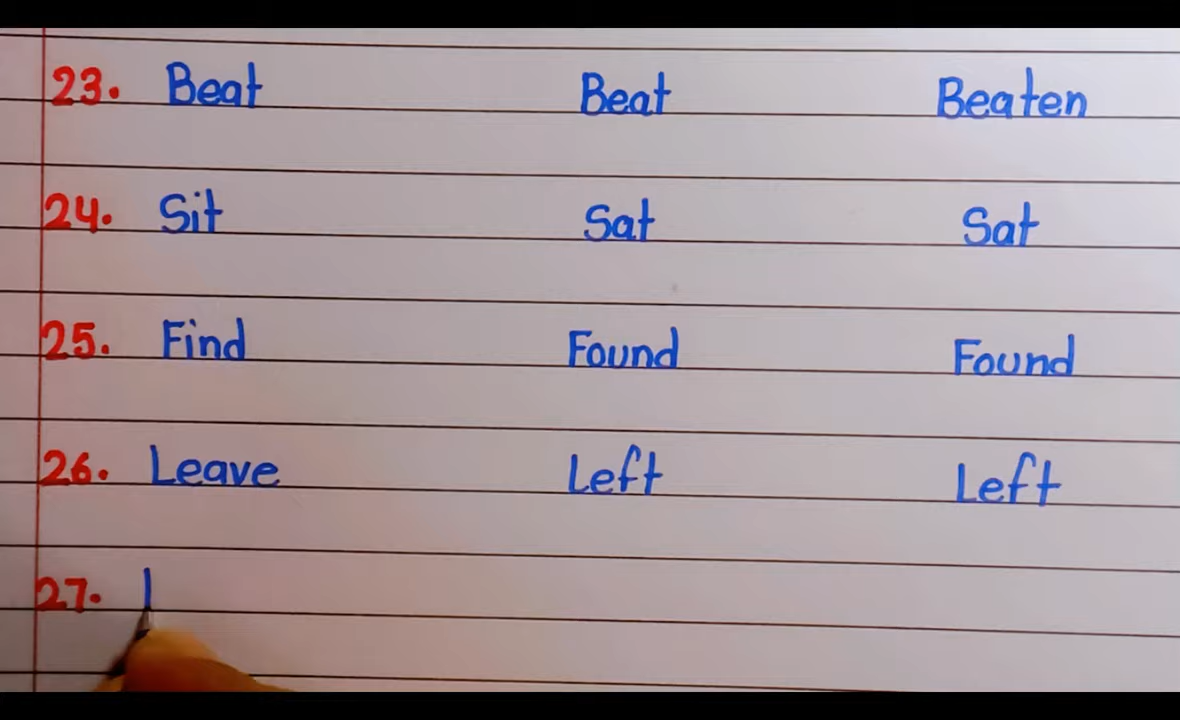 23. Beat Beat Beaten
24. Sit Sat Sat
25. Find Found Found
26. Leave Left Left
27.